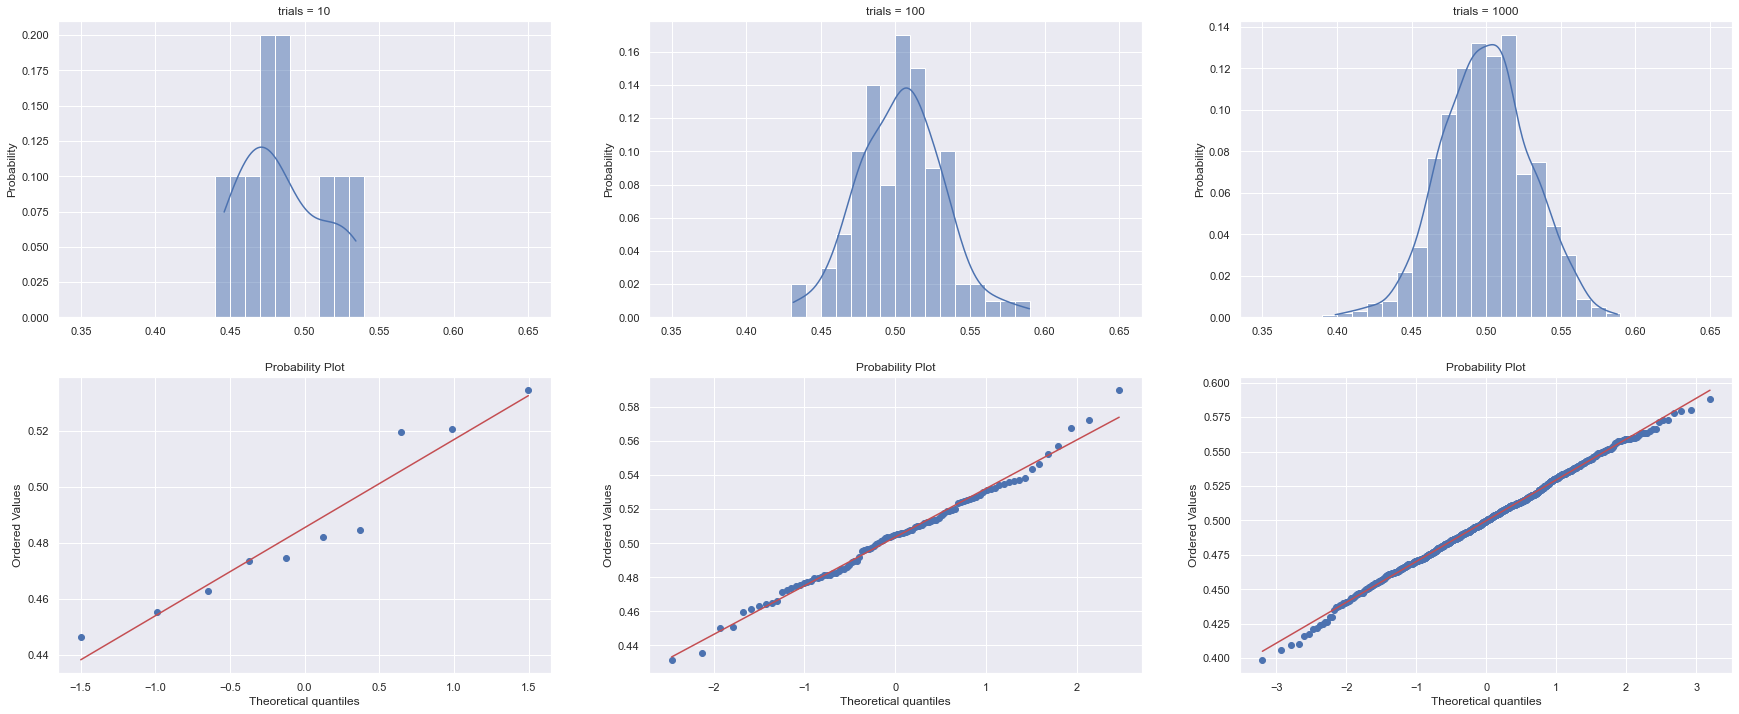 trials = 10
Probability
0.200
0.175
0.150
0.125
0.100
0.075
0.050
0.025
0.000
0.35 0.40 0.45 0.50 0.55 0.60 0.65
trials = 100
Probability
0.16
0.14
0.12
0.10
0.08
0.06
0.04
0.02
0.00
0.35 0.40 0.45 0.50 0.55 0.60 0.65
trials = 1000
Probability
0.14
0.12
0.10
0.08
0.06
0.04
0.02
0.00
0.35 0.40 0.45 0.50 0.55 0.60 0.65
Probability Plot
Ordered Values
0.52
0.50
0.48
0.46
0.44
−1.5 −1.0 −0.5 0.0 0.5 1.0 1.5
Theoretical quantiles
Probability Plot
Ordered Values
0.58
0.56
0.54
0.52
0.50
0.48
0.46
0.44
−2 −1 0 1 2
Theoretical quantiles
Probability Plot
Ordered Values
0.600
0.575
0.550
0.525
0.500
0.475
0.450
0.425
0.400
−3 −2 −1 0 1 2 3
Theoretical quantiles